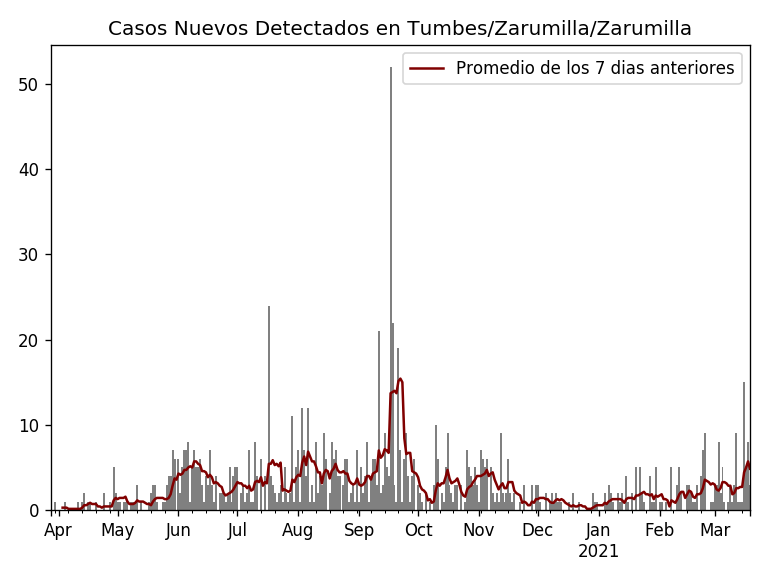 Casos Nuevos Detectados en Tumbes/Zarumilla/Zarumilla
Promedio de los 7 dias anteriores
50
40
30
20
10
0
Apr May Jun Jul Aug Sep Oct Nov Dec Jan Feb Mar
2021